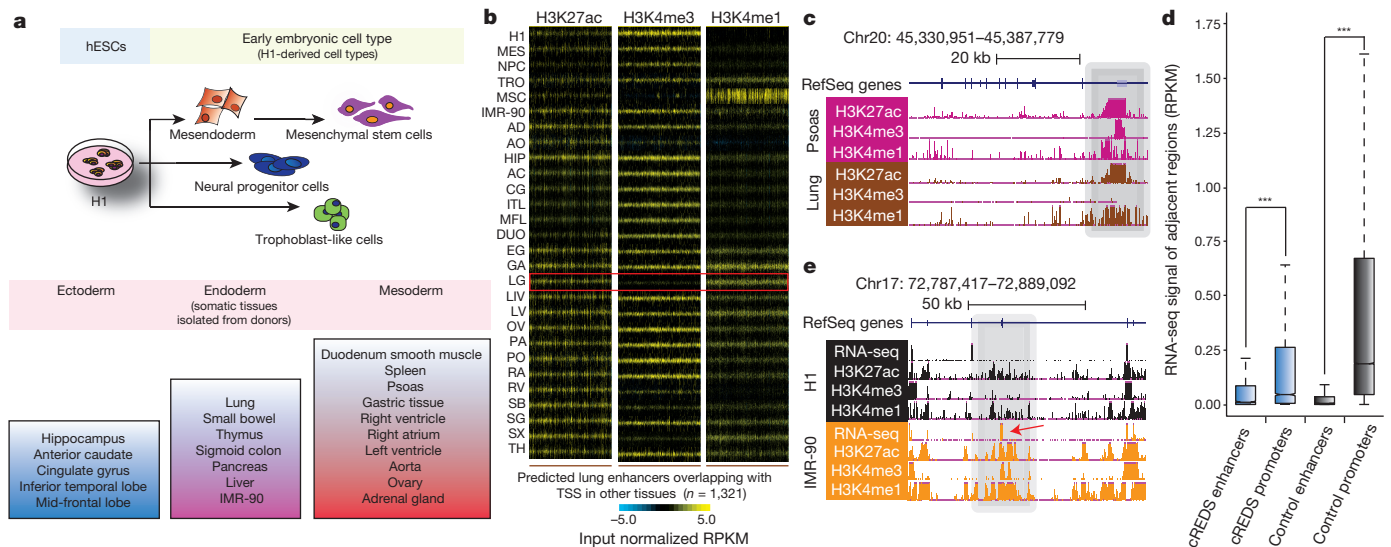 a
hESCs
Early embryonic cell type
(H1-derived cell types)
Mesendoderm
Mesenchymal stem cells
H1
Neural progenitor cells
Trophoblast-like cells
Ectoderm
Endoderm
(somatic tissues
isolated from donors)
Mesoderm
Hippocampus
Anterior caudate
Cingulate gyrus
Inferior temporal lobe
Mid-frontal lobe
Lung
Small bowel
Thymus
Sigmoid colon
Pancreas
Liver
IMR-90
Duodenum smooth muscle
Spleen
Psoas
Gastric tissue
Right ventricle
Right atrium
Left ventricle
Aorta
Ovary
Adrenal gland
b
H3K27ac H3K4me3 H3K4me1
H1
MES
NPC
TRO
MSC
IMR-90
AD
AO
HIP
AC
CG
ITL
MFL
DUO
EG
GA
LG
LIV
LV
OV
PA
PO
RA
RV
SB
SG
SX
TH
Predicted lung enhancers overlapping with
TSS in other tissues (n = 1,321)
−5.0 5.0
Input normalized RPKM
c
Chr20: 45,330,951–45,387,779
20 kb
RefSeq genes
Psoas
H3K27ac
H3K4me3
H3K4me1
Lung
H3K27ac
H3K4me3
H3K4me1
d
RNA-seq signal of adjacent regions (RPKM)
1.75
1.50
1.25
1.00
0.75
0.50
0.25
0.00
***
***
cREDS enhancers
cREDS promoters
Control enhancers
Control promoters
e
Chr17: 72,787,417–72,889,092
50 kb
RefSeq genes
H1
RNA-seq
H3K27ac
H3K4me3
H3K4me1
IMR-90
RNA-seq
H3K27ac
H3K4me3
H3K4me1